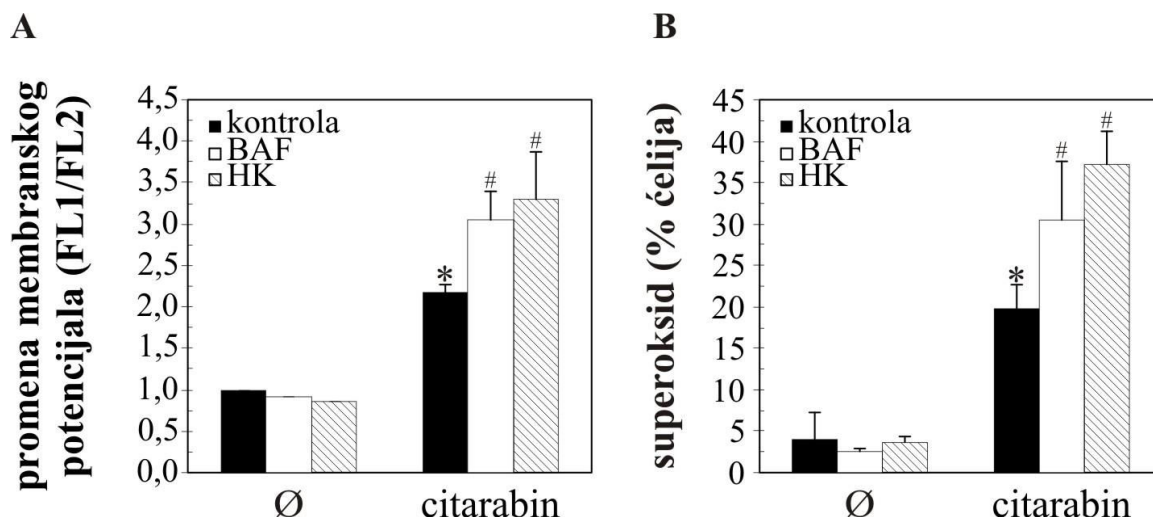 A
promena membranskog
potencijala (FL1/FL2)
4,5
4,0
3,5
3,0
2,5
2,0
1,5
1,0
0,5
0,0
kontrola
BAF
HK
*
#
#
Ø
citarabin
B
superoksid (% ćelija)
45
40
35
30
25
20
15
10
5
0
kontrola
BAF
HK
*
#
#
Ø
citarabin